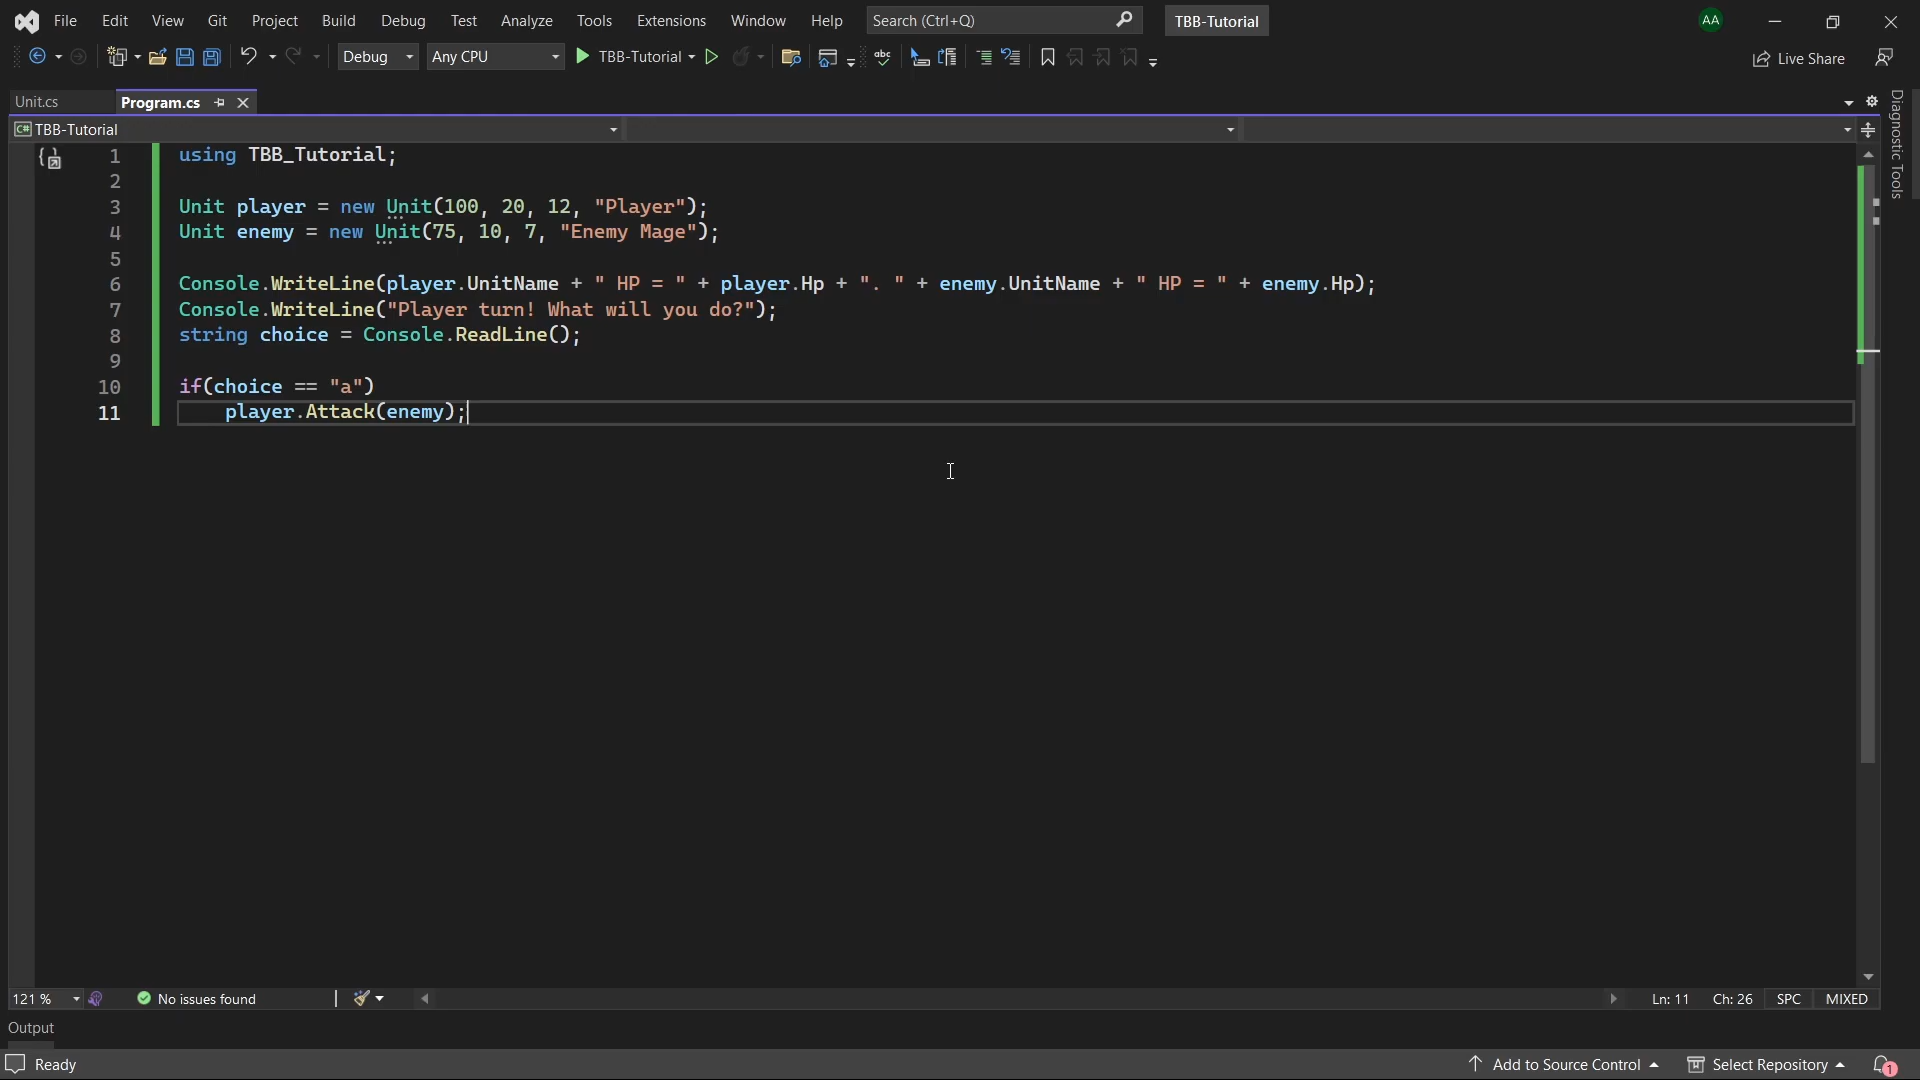 File Edit View Git Project Build Debug Test Analyze Tools Extensions Window Help Search (Ctrl+Q) TBB-Tutorial AA
Debug Any CPU TBB-Tutorial abc Live Share
Unit.cs Program.cs
C# TBB-Tutorial
Diagnostic Tools
1 using TBB_Tutorial;
2
3 Unit player = new Unit(100, 20, 12, "Player");
4 Unit enemy = new Unit(75, 10, 7, "Enemy Mage");
5
6 Console.WriteLine(player.UnitName + " HP = " + player.Hp + ". " + enemy.UnitName + " HP = " + enemy.Hp);
7 Console.WriteLine("Player turn! What will you do?");
8 string choice = Console.ReadLine();
9
10 if(choice == "a")
11 player.Attack(enemy);
121 % No issues found Ln: 11 Ch: 26 SPC MIXED
Output
Ready Add to Source Control Select Repository 1